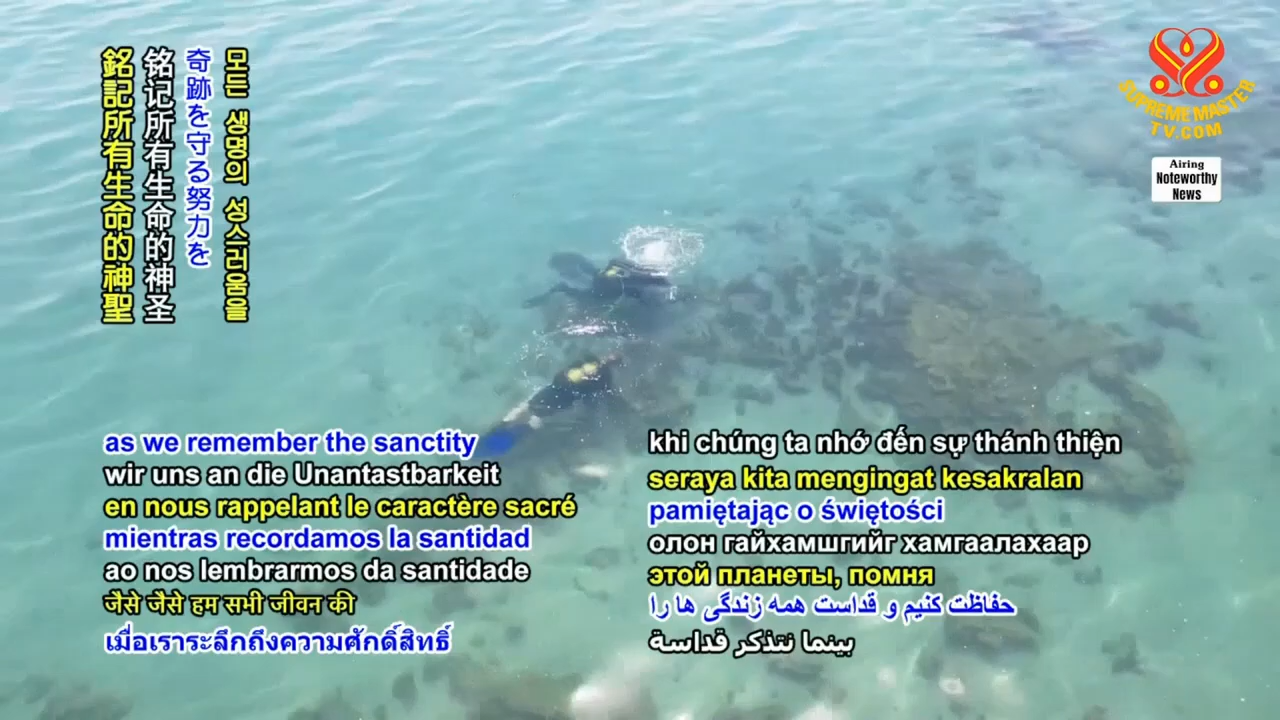 銘記所有生命的神聖
铭记所有生命的神圣
奇跡を守る努力を
모든 생명의 성스러움을
SUPREME MASTER
TV.COM
Airing
Noteworthy
News
as we remember the sanctity
wir uns an die Unantastbarkeit
en nous rappelant le caractère sacré
mientras recordamos la santidad
ao nos lembrarmos da santidade
जैसे जैसे हम सभी जीवन की
เมื่อเราระลึกถึงความศักดิ์สิทธิ์
khi chúng ta nhớ đến sự thánh thiện
seraya kita mengingat kesakralan
pamiętając o świętości
олон гайхамшгийг хамгаалахаар
этой планеты, помня
حفاظت کنیم و قداست همه زندگی ها را
بينما نتذكر قداسة